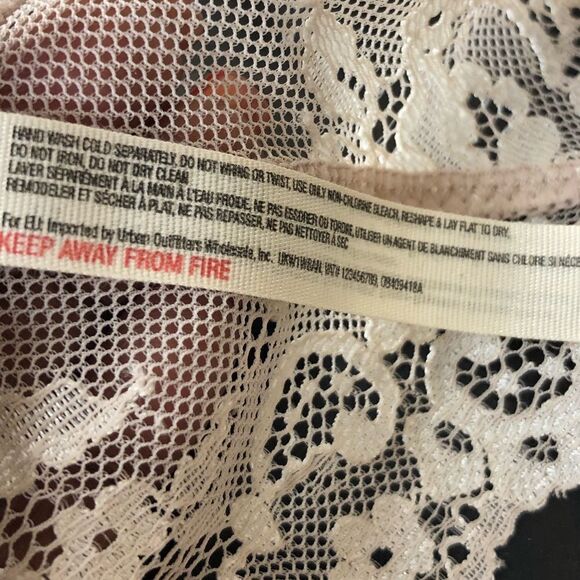 HAND WASH COLD SEPARATELY, DO NOT WRING OR TWIST, USE ONLY NON-CHLORINE BLEACH, RESHAPE & LAY FLAT TO DRY.
DO NOT IRON, DO NOT DRY CLEAN
LAVER SEPARÉMENT À LA MAIN À L'EAU FROIDE, NE PAS ESSORER OU TORDRE, UTILISER UN AGENT DE BLANCHIMENT SANS CHLORE SI NÉCE
REMODELER ET SÉCHER À PLAT, NE PAS REPASSER, NE PAS NETTOYER À SEC
For EU: Imported by Urban Outfitters Wholesale, Inc. UKW1W8AN, VAT# 123456789,
KEEP AWAY FROM FIRE